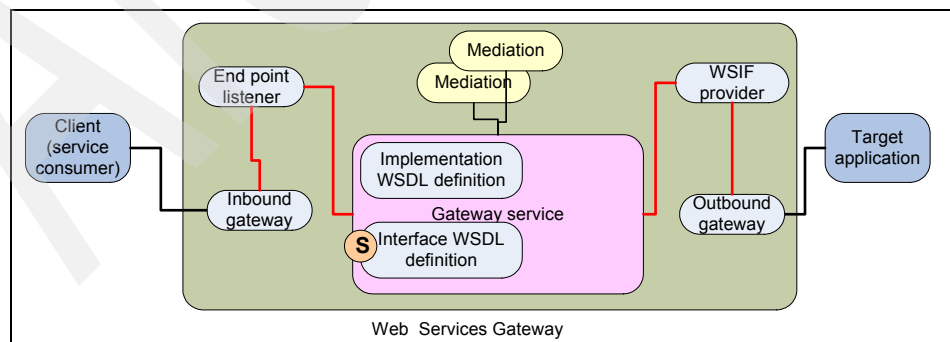 Mediation
Mediation
End point
listener
WSIF
provider
Client
(service
consumer)
Implementation
WSDL definition
Target
application
Inbound
gateway
Gateway service
Outbound
gateway
S
Interface WSDL
definition
Web Services Gateway